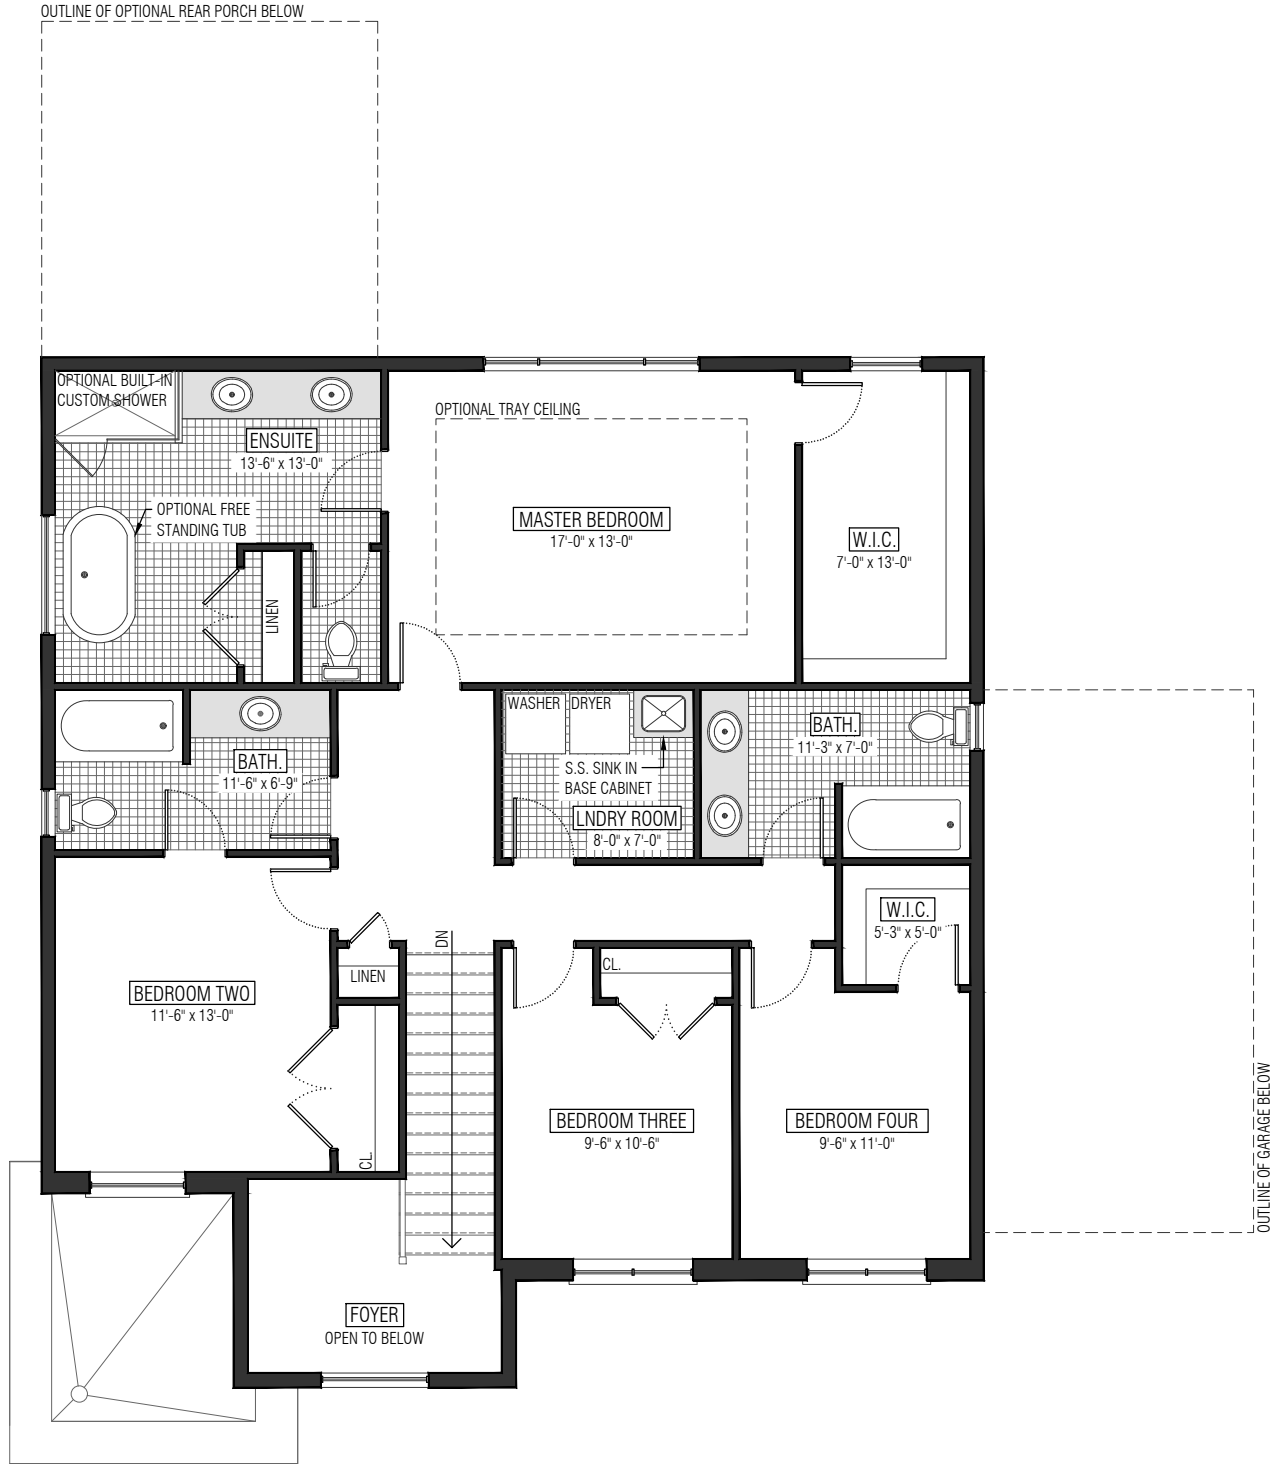 OUTLINE OF OPTIONAL REAR PORCH BELOW
OPTIONAL BUILT-IN
CUSTOM SHOWER
ENSUITE
13'-6" x 13'-0"
OPTIONAL FREE
STANDING TUB
LINEN
OPTIONAL TRAY CEILING
MASTER BEDROOM
17'-0" x 13'-0"
W.I.C.
7'-0" x 13'-0"
BATH.
11'-6" x 6'-9"
WASHER
DRYER
S.S. SINK IN
BASE CABINET
LNDRY ROOM
8'-0" x 7'-0"
BATH.
11'-3" x 7'-0"
W.I.C.
5'-3" x 5'-0"
DN
LINEN
CL.
BEDROOM TWO
11'-6" x 13'-0"
CL.
BEDROOM THREE
9'-6" x 10'-6"
BEDROOM FOUR
9'-6" x 11'-0"
OUTLINE OF GARAGE BELOW
FOYER
OPEN TO BELOW